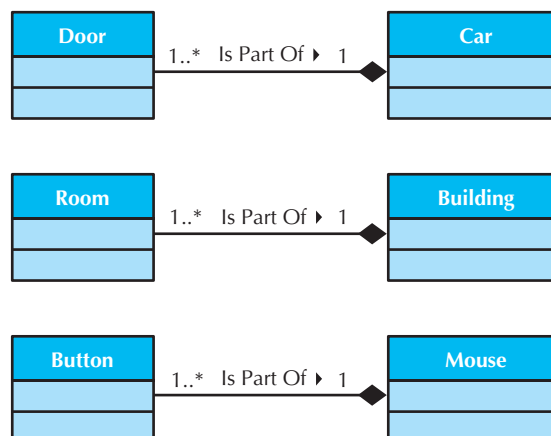 Door Car
1..* Is Part Of ▸ 1
Room Building
1..* Is Part Of ▸ 1
Button Mouse
1..* Is Part Of ▸ 1